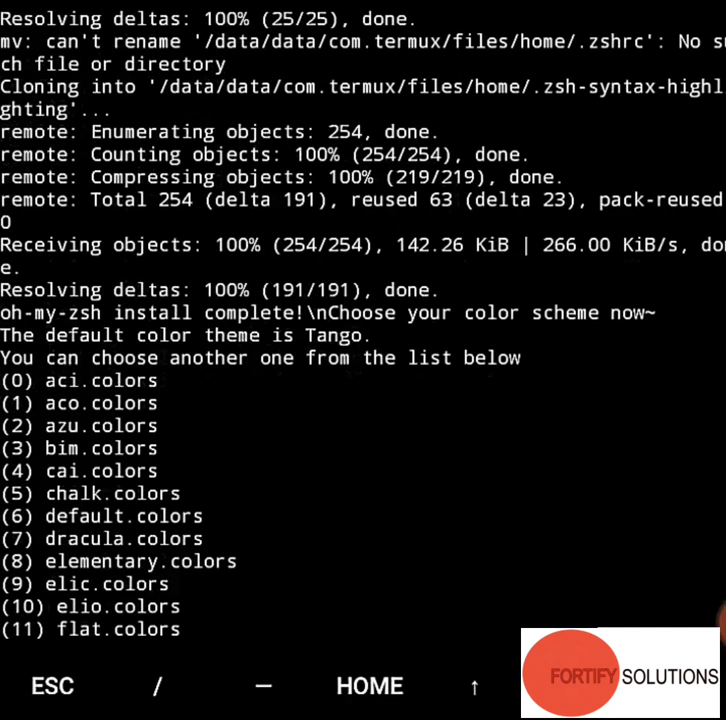 Resolving deltas: 100% (25/25), done.
mv: can't rename '/data/data/com.termux/files/home/.zshrc': No su
ch file or directory
Cloning into '/data/data/com.termux/files/home/.zsh-syntax-highl
ghting'...
remote: Enumerating objects: 254, done.
remote: Counting objects: 100% (254/254), done.
remote: Compressing objects: 100% (219/219), done.
remote: Total 254 (delta 191), reused 63 (delta 23), pack-reused
0
Receiving objects: 100% (254/254), 142.26 KiB | 266.00 KiB/s, do
e.
Resolving deltas: 100% (191/191), done.
oh-my-zsh install complete!\nChoose your color scheme now~
The default color theme is Tango.
You can choose another one from the list below
(0) aci.colors
(1) aco.colors
(2) azu.colors
(3) bim.colors
(4) cai.colors
(5) chalk.colors
(6) default.colors
(7) dracula.colors
(8) elementary.colors
(9) elic.colors
(10) elio.colors
(11) flat.colors
ESC / — HOME ↑
FORTIFY SOLUTIONS